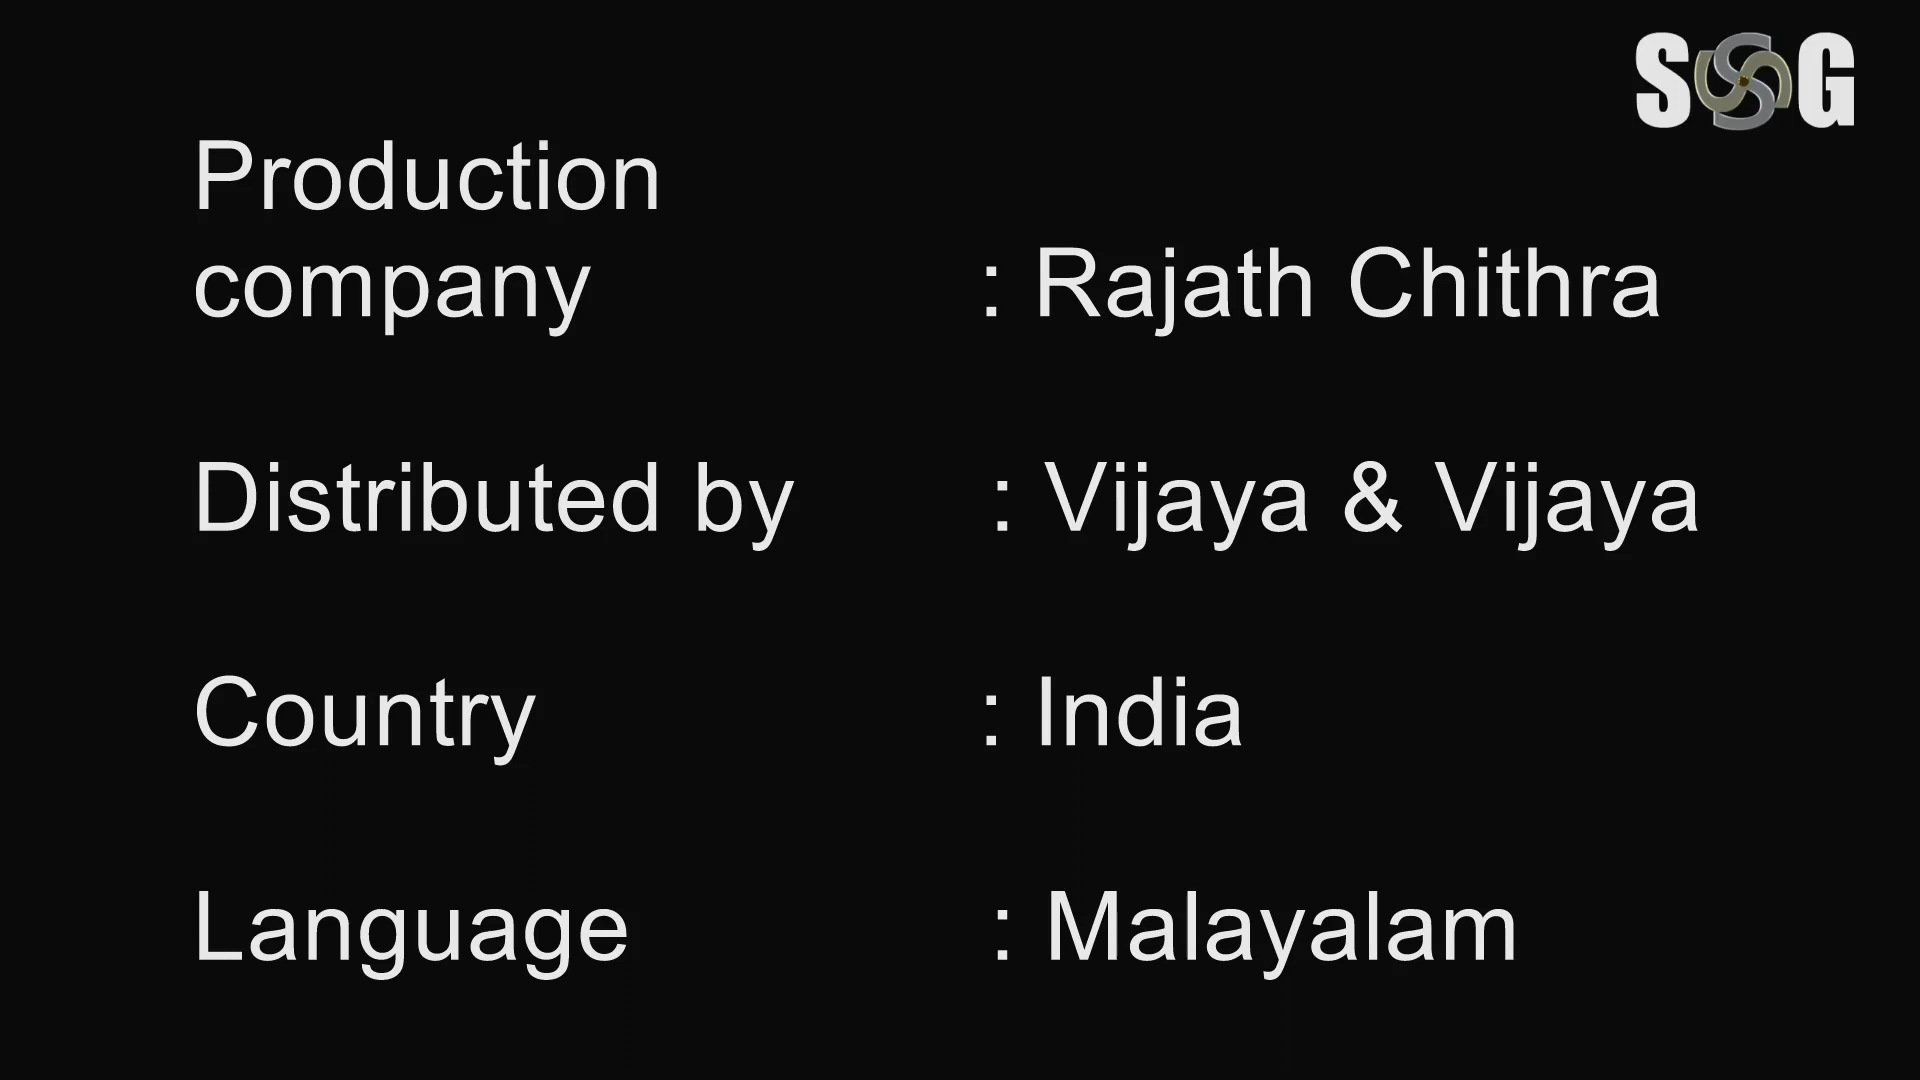 SSG
Production
company : Rajath Chithra
Distributed by : Vijaya & Vijaya
Country : India
Language : Malayalam